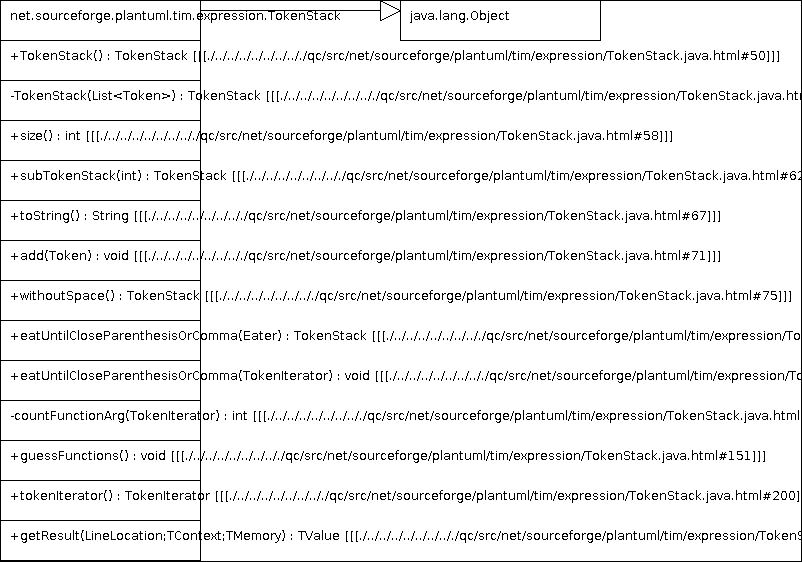 net.sourceforge.plantuml.tim.expression.TokenStack
java.lang.Object
+TokenStack() : TokenStack [[[./../../../../../../../../qc/src/net/sourceforge/plantuml/tim/expression/TokenStack.java.html#50]]]
-TokenStack(List<Token>) : TokenStack [[[./../../../../../../../../qc/src/net/sourceforge/plantuml/tim/expression/TokenStack.java.htm
+size() : int [[[./../../../../../../../../qc/src/net/sourceforge/plantuml/tim/expression/TokenStack.java.html#58]]]
+subTokenStack(int) : TokenStack [[[./../../../../../../../../qc/src/net/sourceforge/plantuml/tim/expression/TokenStack.java.html#62
+toString() : String [[[./../../../../../../../../qc/src/net/sourceforge/plantuml/tim/expression/TokenStack.java.html#67]]]
+add(Token) : void [[[./../../../../../../../../qc/src/net/sourceforge/plantuml/tim/expression/TokenStack.java.html#71]]]
+withoutSpace() : TokenStack [[[./../../../../../../../../qc/src/net/sourceforge/plantuml/tim/expression/TokenStack.java.html#75]]]
+eatUntilCloseParenthesisOrComma(Eater) : TokenStack [[[./../../../../../../../../qc/src/net/sourceforge/plantuml/tim/expression/To
+eatUntilCloseParenthesisOrComma(TokenIterator) : void [[[./../../../../../../../../qc/src/net/sourceforge/plantuml/tim/expression/To
-countFunctionArg(TokenIterator) : int [[[./../../../../../../../../qc/src/net/sourceforge/plantuml/tim/expression/TokenStack.java.html
+guessFunctions() : void [[[./../../../../../../../../qc/src/net/sourceforge/plantuml/tim/expression/TokenStack.java.html#151]]]
+tokenIterator() : TokenIterator [[[./../../../../../../../../qc/src/net/sourceforge/plantuml/tim/expression/TokenStack.java.html#200]
+getResult(LineLocation;TContext;TMemory) : TValue [[[./../../../../../../../../qc/src/net/sourceforge/plantuml/tim/expression/TokenS